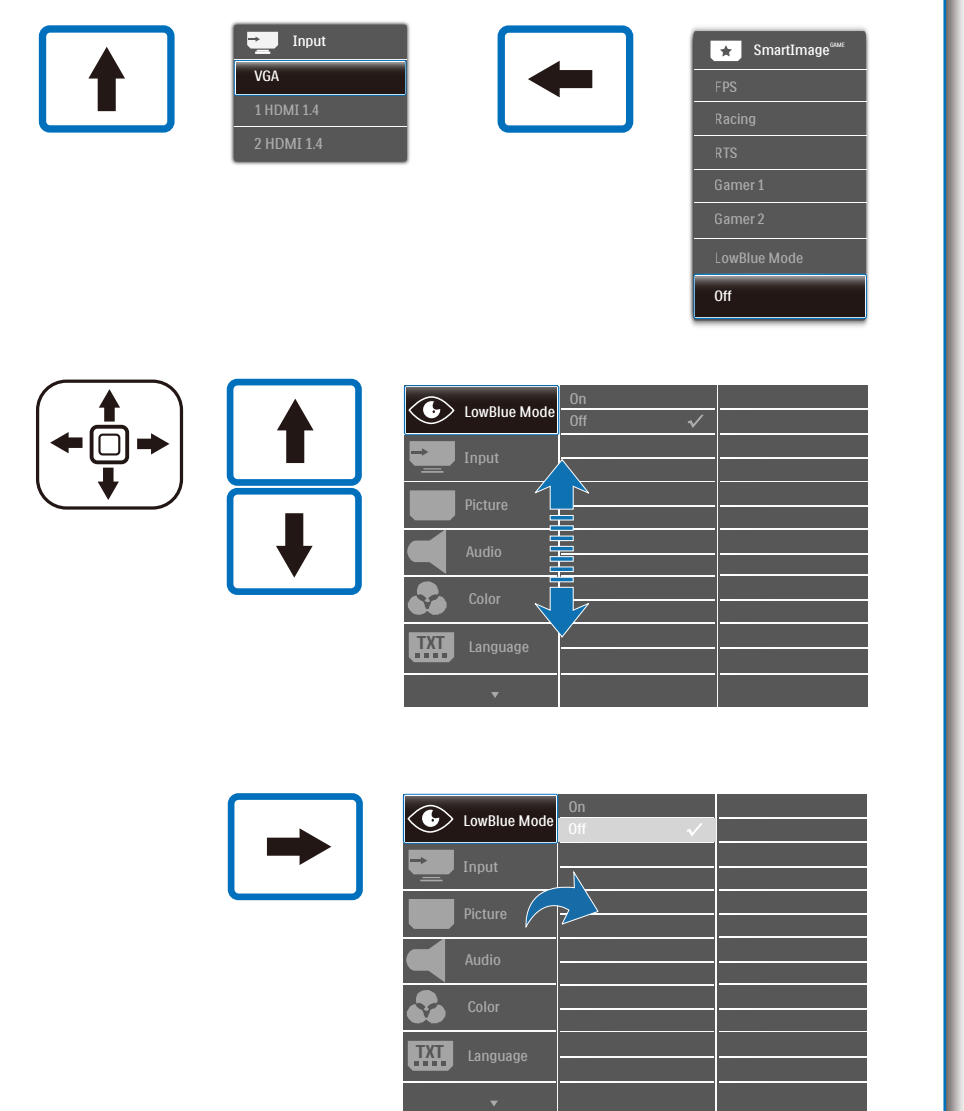 Input
VGA
1 HDMI 1.4
2 HDMI 1.4
SmartImage GAME
FPS
Racing
RTS
Gamer 1
Gamer 2
LowBlue Mode
Off
LowBlue Mode
On
Off
Input
Picture
Audio
Color
TXT
Language
LowBlue Mode
On
Off
Input
Picture
Audio
Color
TXT
Language